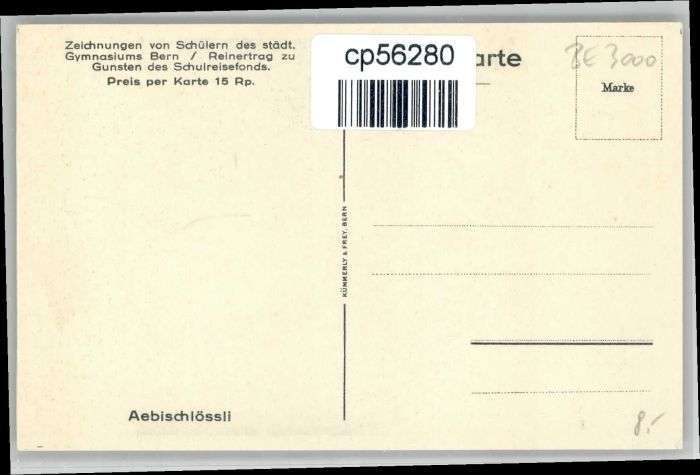 Zeichnungen von Schülern des städt.
Gymnasiums Bern / Reinertrag zu
Gunsten des Schulreisefonds.
Preis per Karte 15 Rp.
cp56280
arte
BE 3000
Marke
KÜMMERLY & FREY, BERN
Aebischlössli
8.-